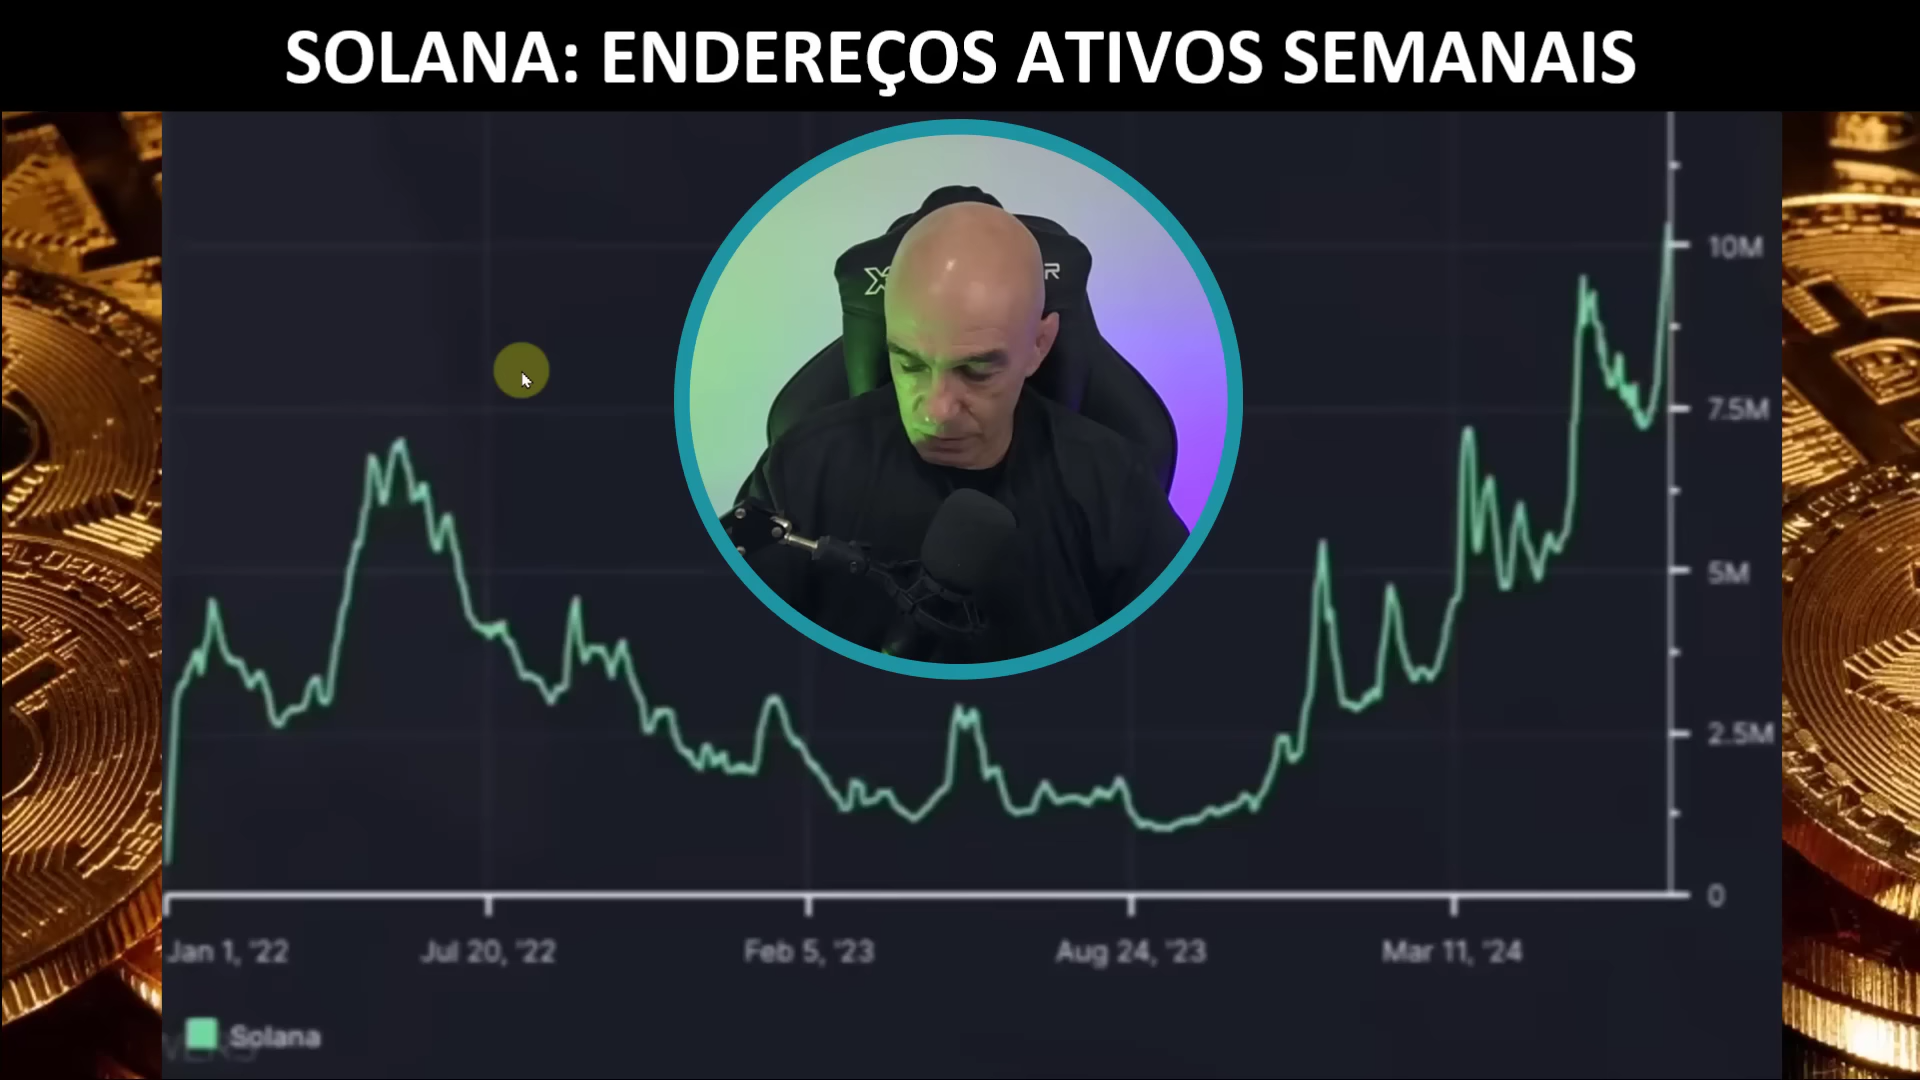 SOLANA: ENDEREÇOS ATIVOS SEMANAIS
10M
7.5M
5M
2.5M
0
Jan 1, '22
Jul 20, '22
Feb 5, '23
Aug 24, '23
Mar 11, '24
Solana